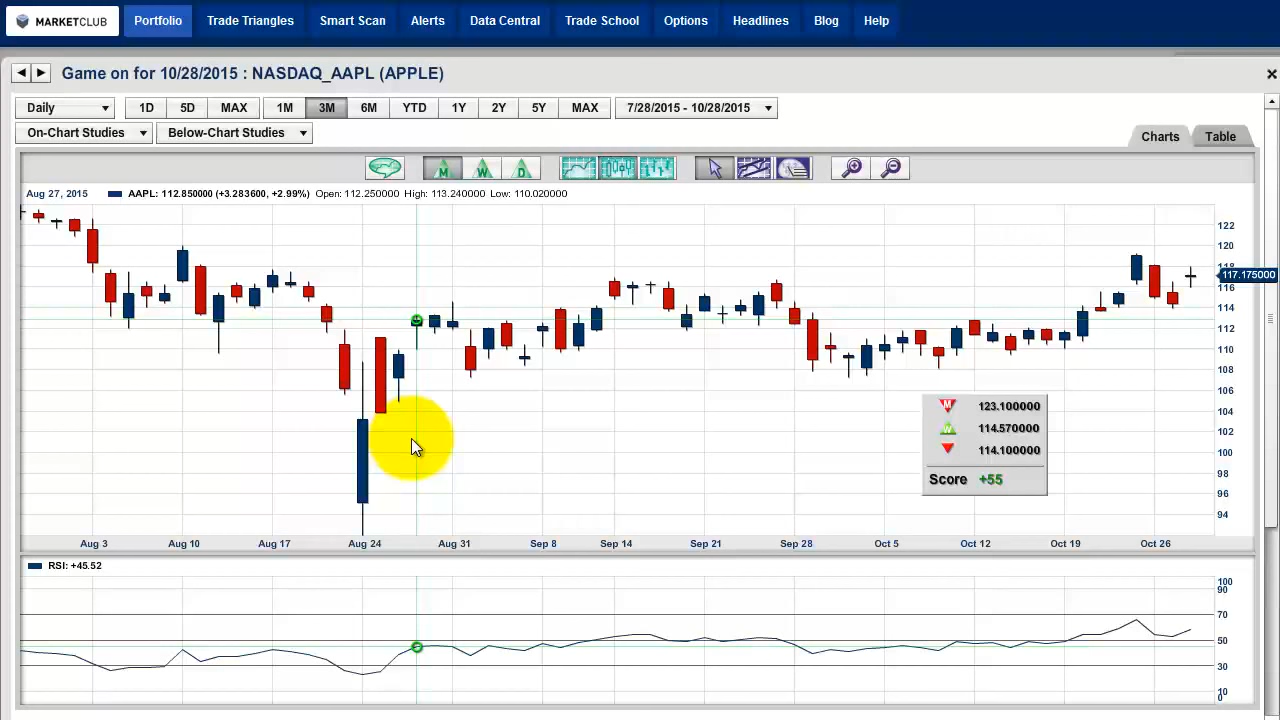 MARKETCLUB Portfolio Trade Triangles Smart Scan Alerts Data Central Trade School Options Headlines Blog Help
Game on for 10/28/2015 : NASDAQ_AAPL (APPLE)
Daily 1D 5D MAX 1M 3M 6M YTD 1Y 2Y 5Y MAX 7/28/2015 - 10/28/2015
On-Chart Studies Below-Chart Studies Charts Table
M W D
Aug 27, 2015 AAPL: 112.850000 (+3.283600, +2.99%) Open: 112.250000 High: 113.240000 Low: 110.020000
122
120
118
117.175000
116
114
112
110
108
106
104
102
100
98
96
94
M 123.100000
W 114.570000
114.100000
Score +55
Aug 3 Aug 10 Aug 17 Aug 24 Aug 31 Sep 8 Sep 14 Sep 21 Sep 28 Oct 5 Oct 12 Oct 19 Oct 26
RSI: +45.52
100
90
70
50
30
10
0